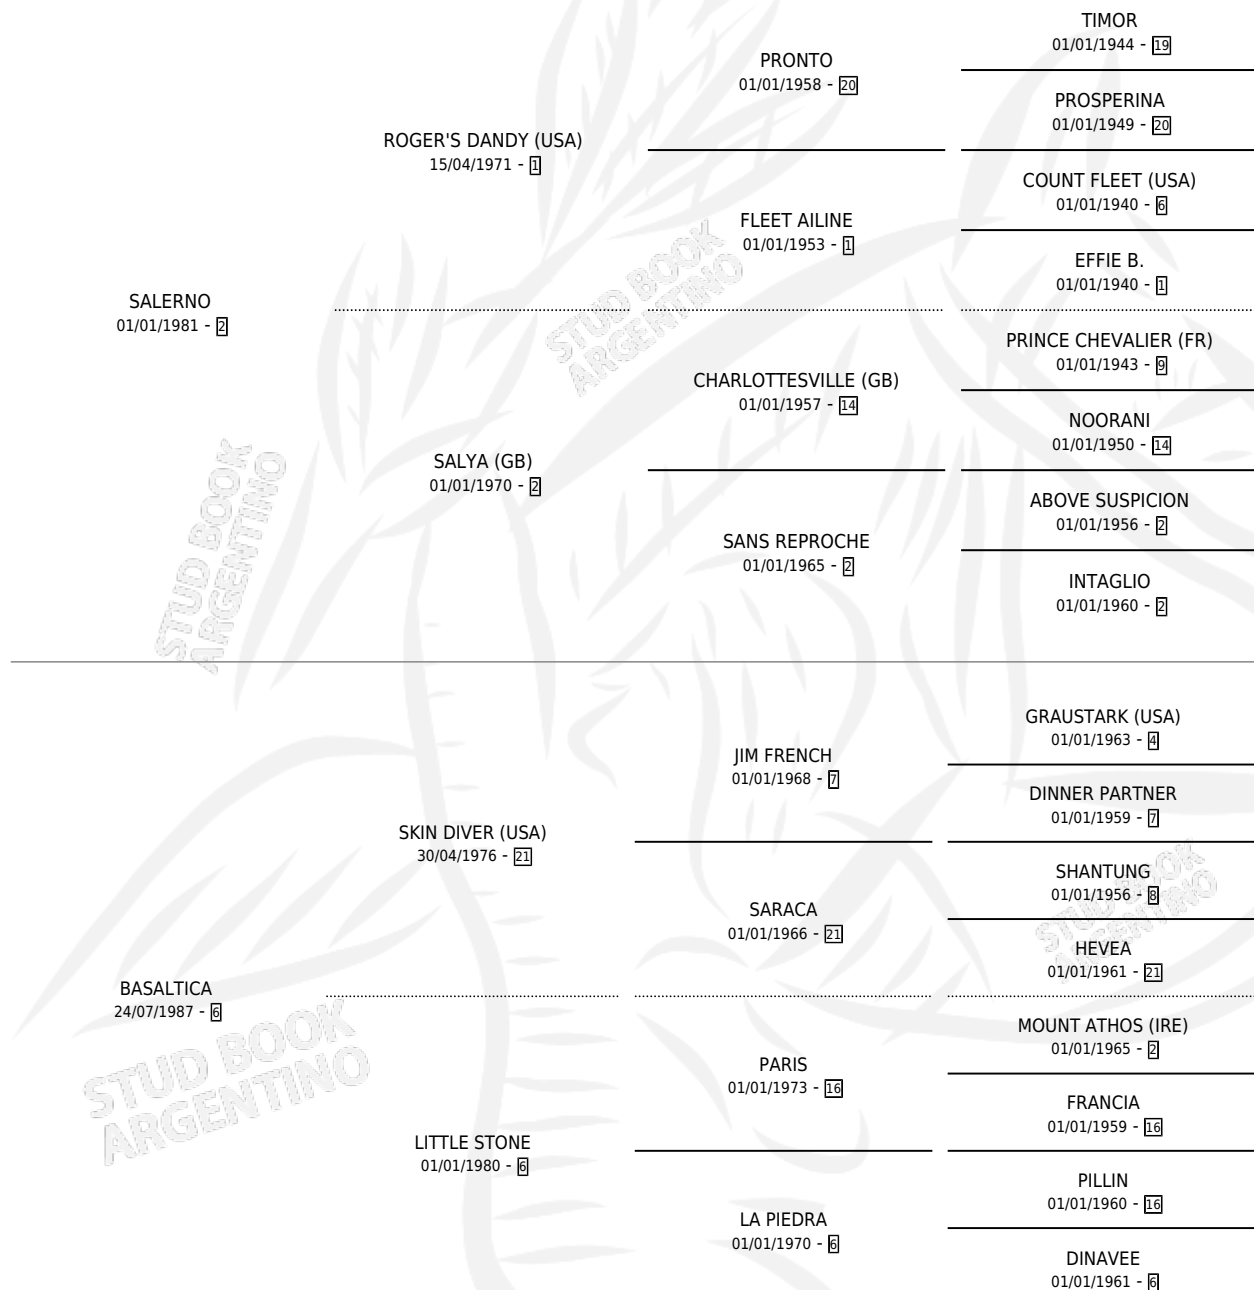 TIMOR
01/01/1944 - 19
PRONTO
01/01/1958 - 20
PROSPERINA
01/01/1949 - 20
ROGER'S DANDY (USA)
15/04/1971 - 1
COUNT FLEET (USA)
01/01/1940 - 6
FLEET AILINE
01/01/1953 - 1
EFFIE B.
01/01/1940 - 1
SALERNO
01/01/1981 - 2
PRINCE CHEVALIER (FR)
01/01/1943 - 9
CHARLOTTESVILLE (GB)
01/01/1957 - 14
NOORANI
01/01/1950 - 14
SALYA (GB)
01/01/1970 - 2
ABOVE SUSPICION
01/01/1956 - 2
SANS REPROCHE
01/01/1965 - 2
INTAGLIO
01/01/1960 - 2
STUD BOOK
ARGENTINO
STUD BOOK
ARGENTINO
GRAUSTARK (USA)
01/01/1963 - 4
JIM FRENCH
01/01/1968 - 7
DINNER PARTNER
01/01/1959 - 7
SKIN DIVER (USA)
30/04/1976 - 21
SHANTUNG
01/01/1956 - 8
SARACA
01/01/1966 - 21
HEVEA
01/01/1961 - 21
BASALTICA
24/07/1987 - 6
MOUNT ATHOS (IRE)
01/01/1965 - 2
PARIS
01/01/1973 - 16
FRANCIA
01/01/1959 - 16
LITTLE STONE
01/01/1980 - 6
PILLIN
01/01/1960 - 16
LA PIEDRA
01/01/1970 - 6
DINAVEE
01/01/1961 - 6
STUD BOOK
ARGENTINO
STUD BOOK
ARGENTINO